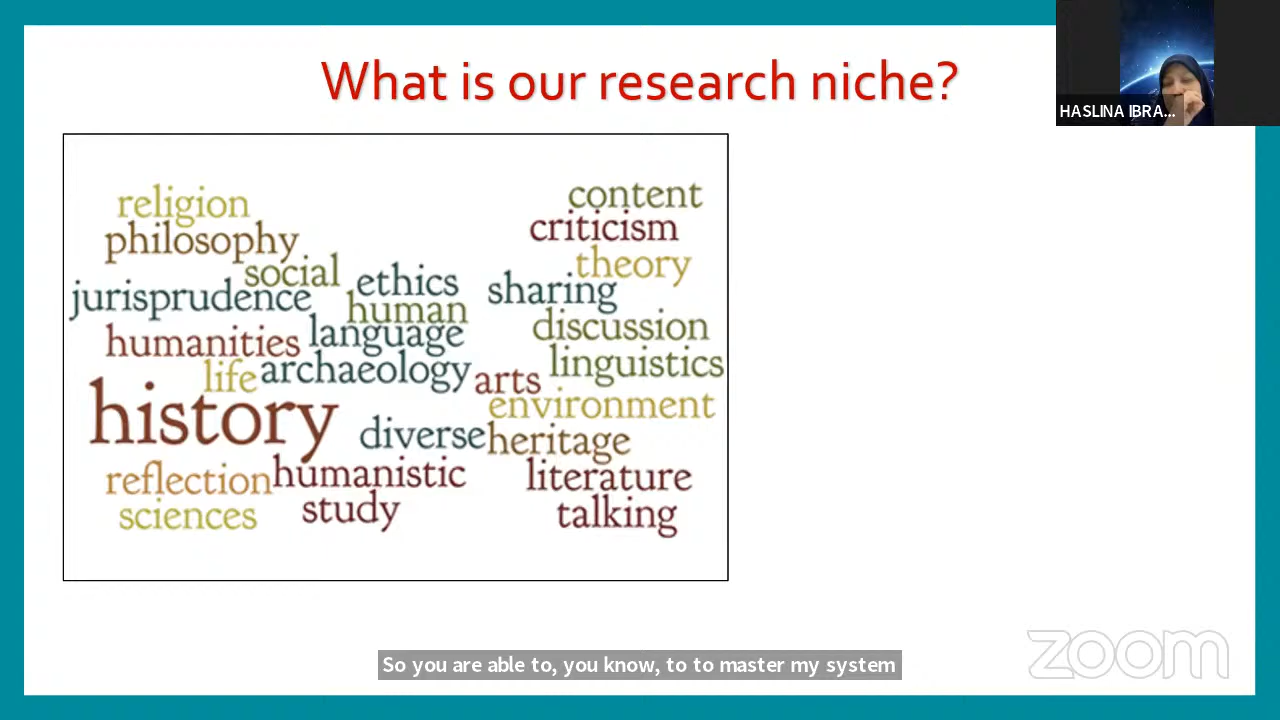 What is our research niche?
HASLINA IBRA...
religion
philosophy
social
jurisprudence
ethics
human
humanities
language
life
archaeology
history
diverse
reflection
humanistic
sciences
study
content
criticism
theory
sharing
discussion
linguistics
arts
environment
heritage
literature
talking
zoom
So you are able to, you know, to to master my system